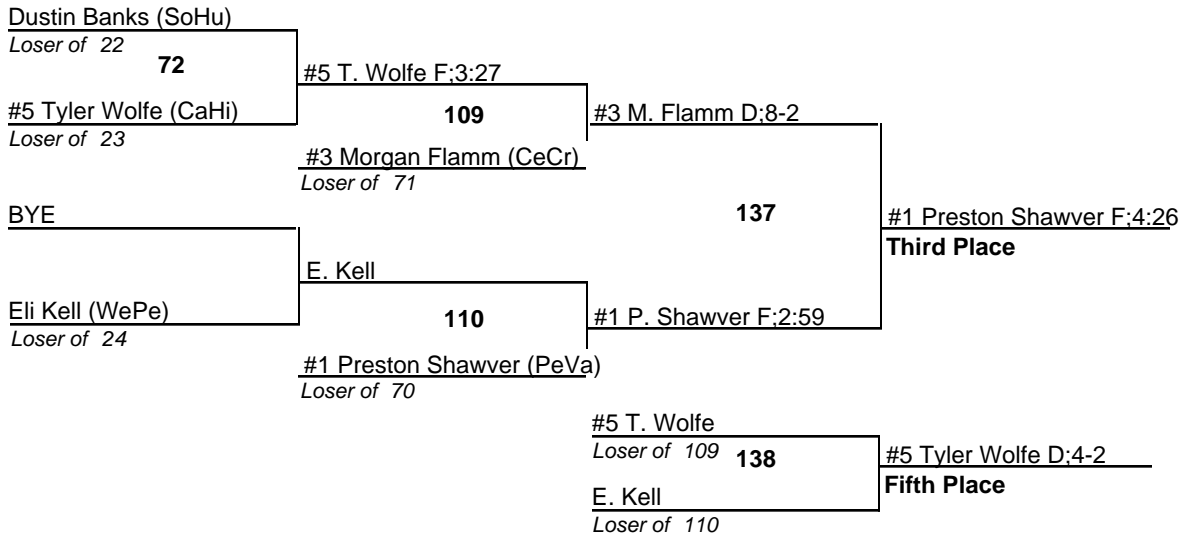 Dustin Banks (SoHu)
Loser of 22
72
#5 T. Wolfe F;3:27
#5 Tyler Wolfe (CaHi)
Loser of 23
109
#3 M. Flamm D;8-2
#3 Morgan Flamm (CeCr)
Loser of 71
BYE
137
#1 Preston Shawver F;4:26
Third Place
E. Kell
Eli Kell (WePe)
Loser of 24
110
#1 P. Shawver F;2:59
#1 Preston Shawver (PeVa)
Loser of 70
#5 T. Wolfe
Loser of 109
138
#5 Tyler Wolfe D;4-2
Fifth Place
E. Kell
Loser of 110